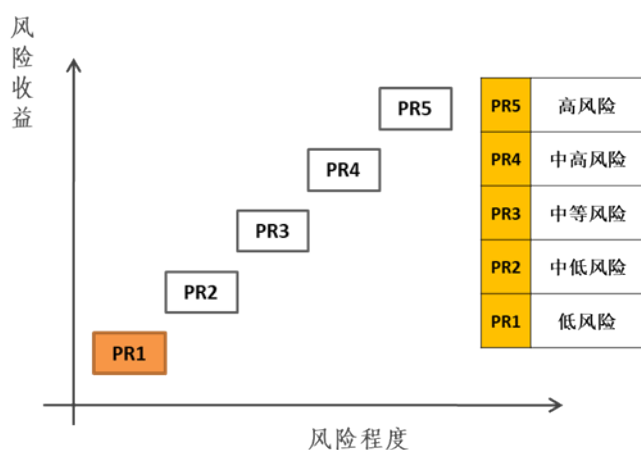 风险收益
PR5
PR4
PR3
PR2
PR1
风险程度
PR5 高风险
PR4 中高风险
PR3 中等风险
PR2 中低风险
PR1 低风险